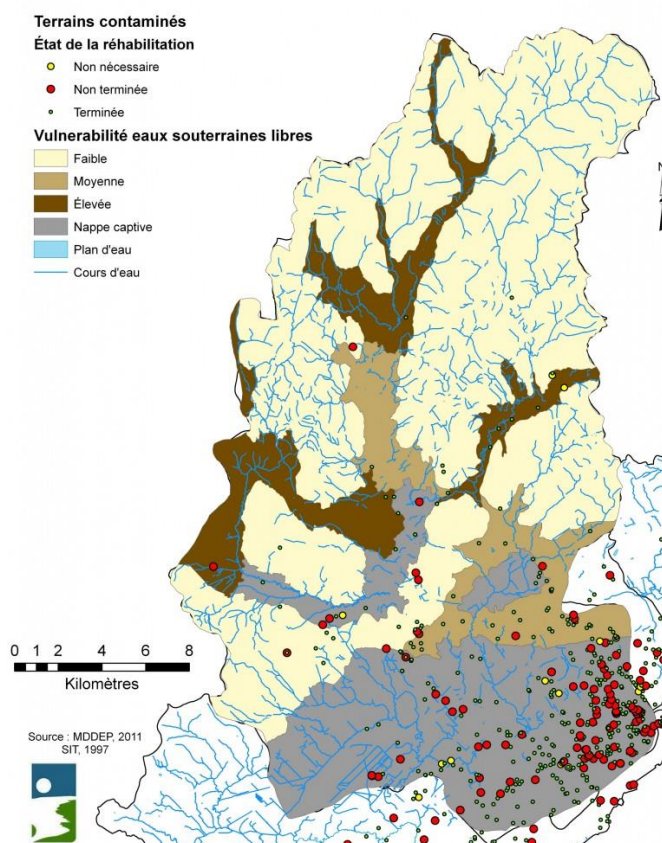 Terrains contaminés
État de la réhabilitation
Non nécessaire
Non terminée
Terminée
Vulnerabilité eaux souterraines libres
Faible
Moyenne
Élevée
Nappe captive
Plan d'eau
Cours d'eau
0 1 2 4 6 8
Kilomètres
Source : MDDEP, 2011
SIT, 1997